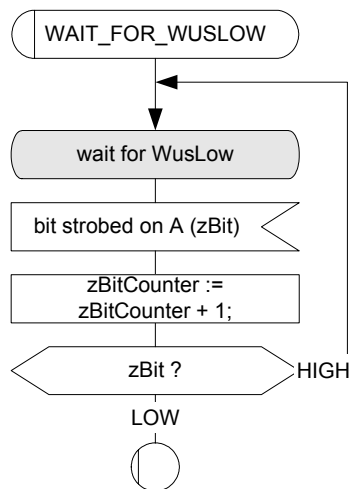 WAIT_FOR_WUSLOW
wait for WusLow
bit strobed on A (zBit)
zBitCounter :=
zBitCounter + 1;
zBit ?
HIGH
LOW